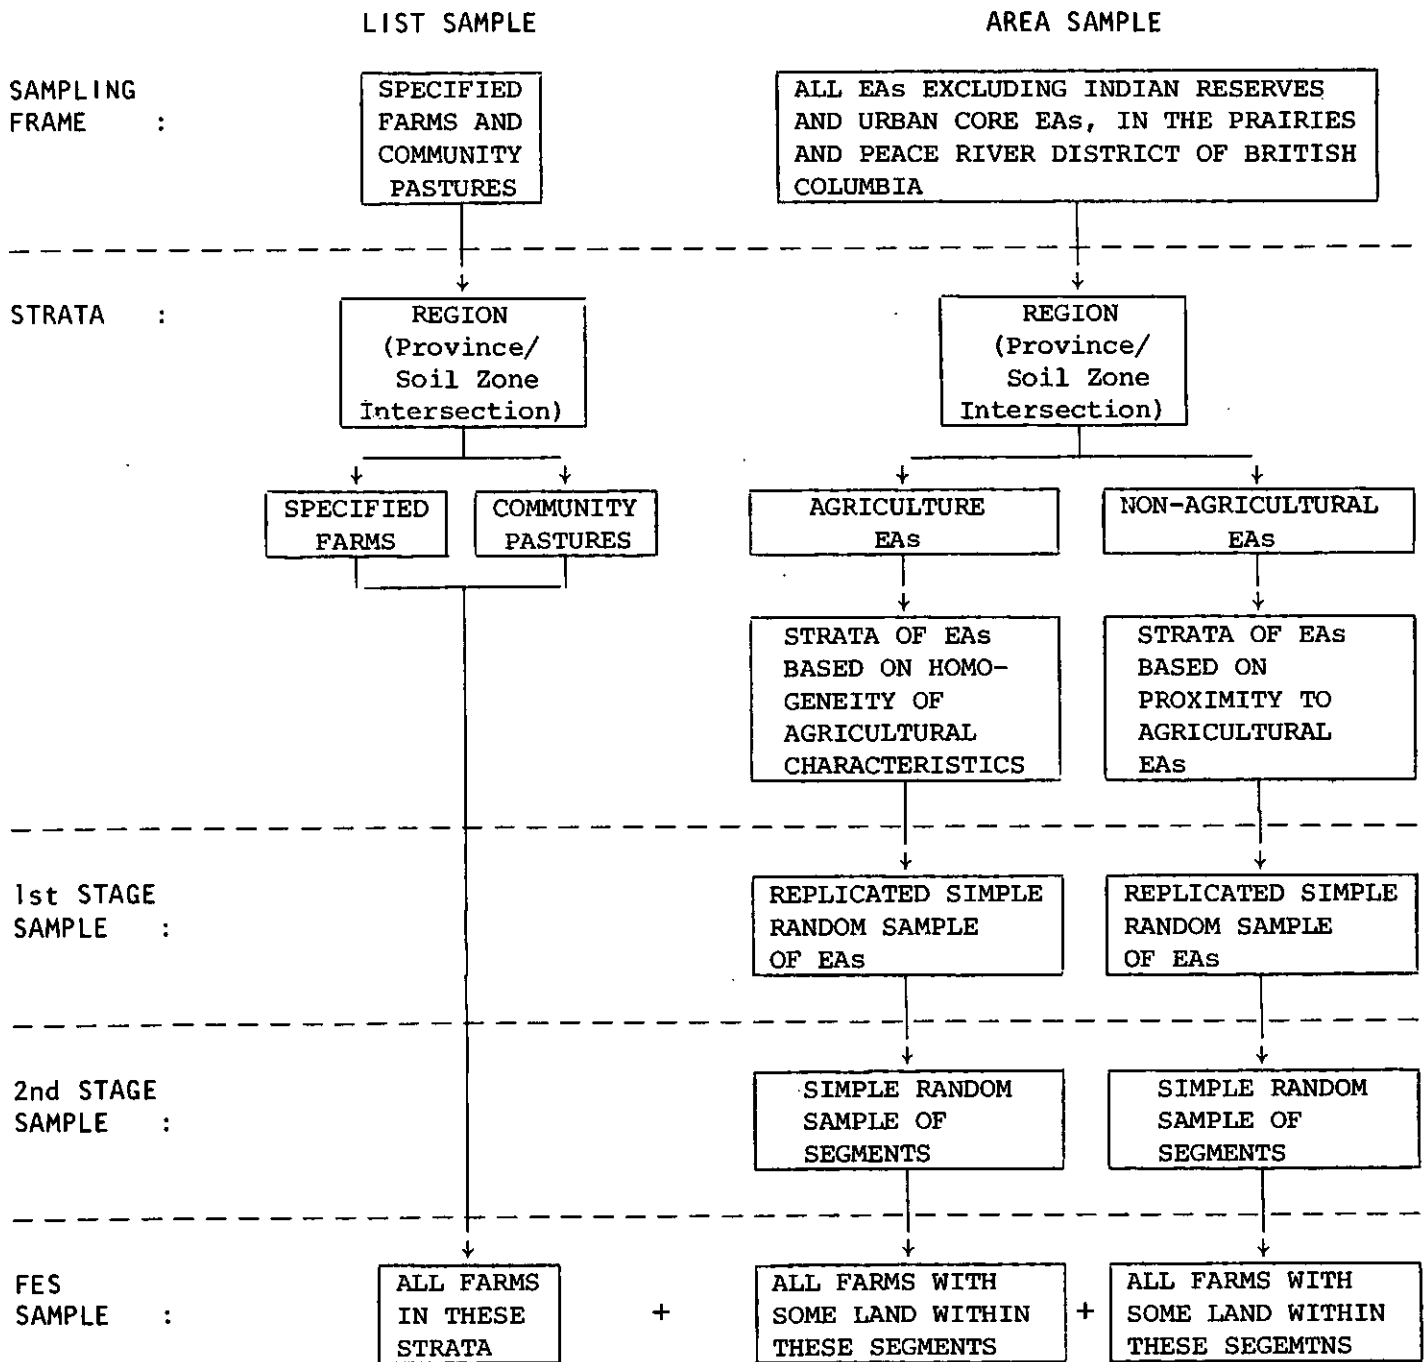 LIST SAMPLE
AREA SAMPLE
SAMPLING
FRAME :
SPECIFIED
FARMS AND
COMMUNITY
PASTURES
ALL EAs EXCLUDING INDIAN RESERVES
AND URBAN CORE EAs, IN THE PRAIRIES
AND PEACE RIVER DISTRICT OF BRITISH
COLUMBIA
STRATA :
REGION
(Province/
Soil Zone
Intersection)
REGION
(Province/
Soil Zone
Intersection)
SPECIFIED
FARMS
COMMUNITY
PASTURES
AGRICULTURE
EAs
NON-AGRICULTURAL
EAs
STRATA OF EAs
BASED ON HOMO-
GENEITY OF
AGRICULTURAL
CHARACTERISTICS
STRATA OF EAs
BASED ON
PROXIMITY TO
AGRICULTURAL
EAs
1st STAGE
SAMPLE :
REPLICATED SIMPLE
RANDOM SAMPLE
OF EAs
REPLICATED SIMPLE
RANDOM SAMPLE
OF EAs
2nd STAGE
SAMPLE :
SIMPLE RANDOM
SAMPLE OF
SEGMENTS
SIMPLE RANDOM
SAMPLE OF
SEGMENTS
FES
SAMPLE :
ALL FARMS
IN THESE
STRATA
+
ALL FARMS WITH
SOME LAND WITHIN
THESE SEGMENTS
+
ALL FARMS WITH
SOME LAND WITHIN
THESE SEGEMTNS